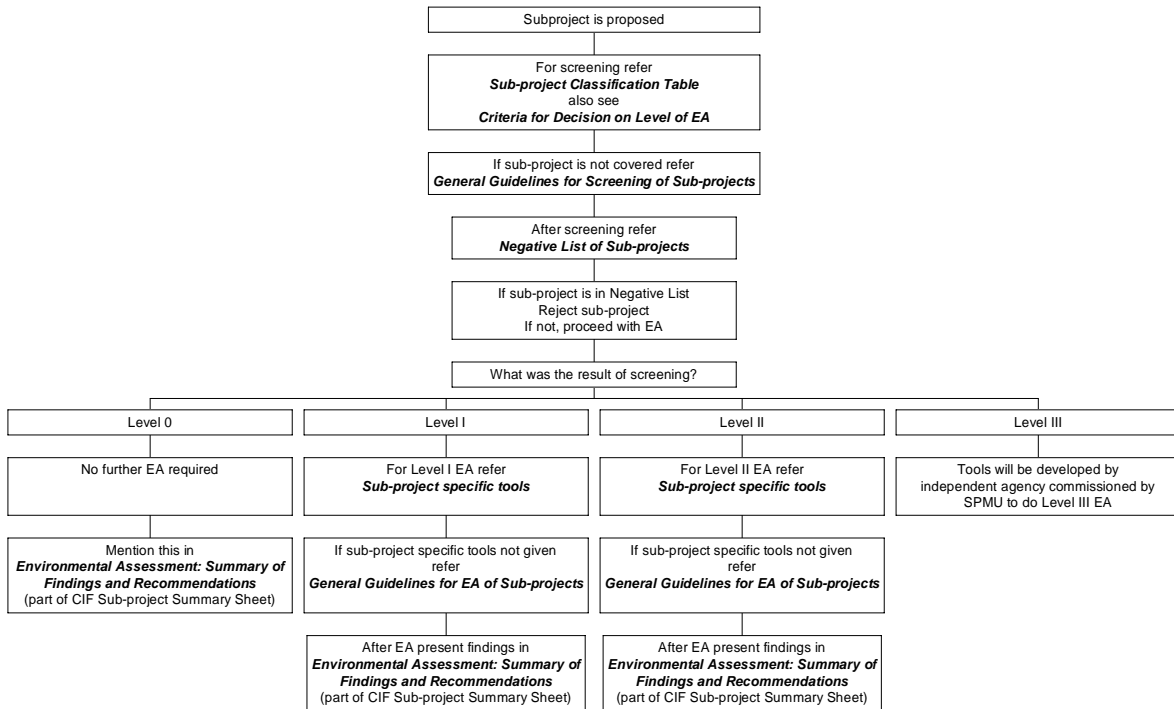 Subproject is proposed
For screening refer
Sub-project Classification Table
also see
Criteria for Decision on Level of EA
If sub-project is not covered refer
General Guidelines for Screening of Sub-projects
After screening refer
Negative List of Sub-projects
If sub-project is in Negative List
Reject sub-project
If not, proceed with EA
What was the result of screening?
Level 0
No further EA required
Mention this in
Environmental Assessment: Summary of
Findings and Recommendations
(part of CIF Sub-project Summary Sheet)
Level I
For Level I EA refer
Sub-project specific tools
If sub-project specific tools not given
refer
General Guidelines for EA of Sub-projects
After EA present findings in
Environmental Assessment: Summary of
Findings and Recommendations
(part of CIF Sub-project Summary Sheet)
Level II
For Level II EA refer
Sub-project specific tools
If sub-project specific tools not given
refer
General Guidelines for EA of Sub-projects
After EA present findings in
Environmental Assessment: Summary of
Findings and Recommendations
(part of CIF Sub-project Summary Sheet)
Level III
Tools will be developed by
independent agency commissioned by
SPMU to do Level III EA